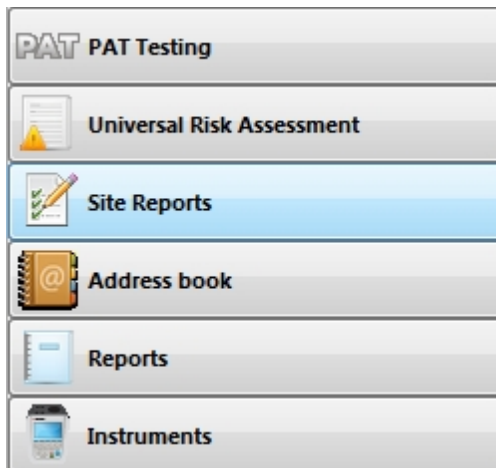 PAT PAT Testing
Universal Risk Assessment
Site Reports
@ Address book
Reports
Instruments